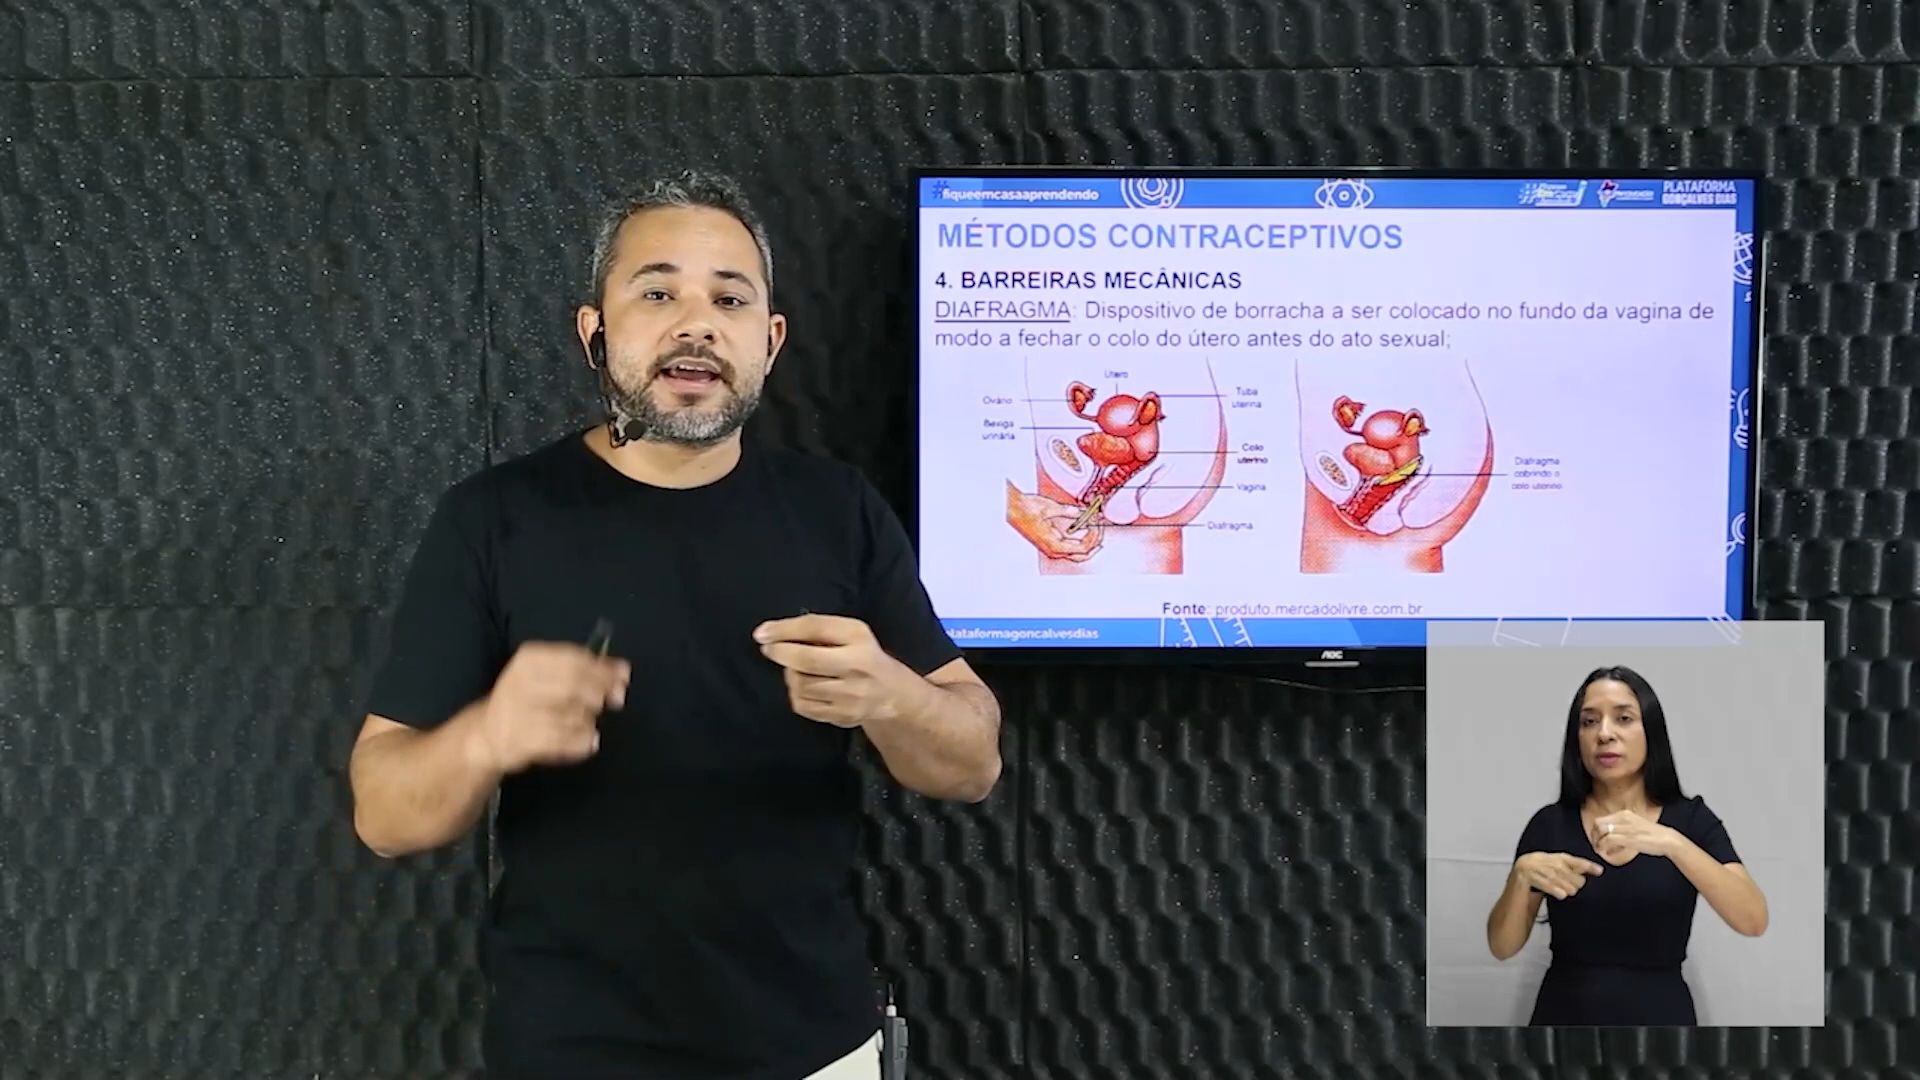 #fiqueemcasaaprendendo
PLATAFORMA
GONÇALVES DIAS
MÉTODOS CONTRACEPTIVOS
4. BARREIRAS MECÂNICAS
DIAFRAGMA: Dispositivo de borracha a ser colocado no fundo da vagina de
modo a fechar o colo do útero antes do ato sexual;
Útero
Ovário
Tuba
uterina
Bexiga
urinária
Colo
uterino
Vagina
Diafragma
Diafragma
cobrindo o
colo uterino
Fonte: produto.mercadolivre.com.br
plataformagoncalvesdias
AOC